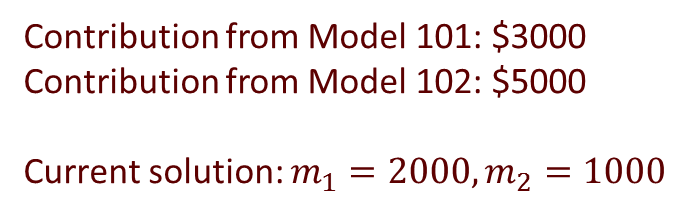 Contribution from Model 101: $3000
Contribution from Model 102: $5000
Current solution: m₁ = 2000, m₂ = 1000